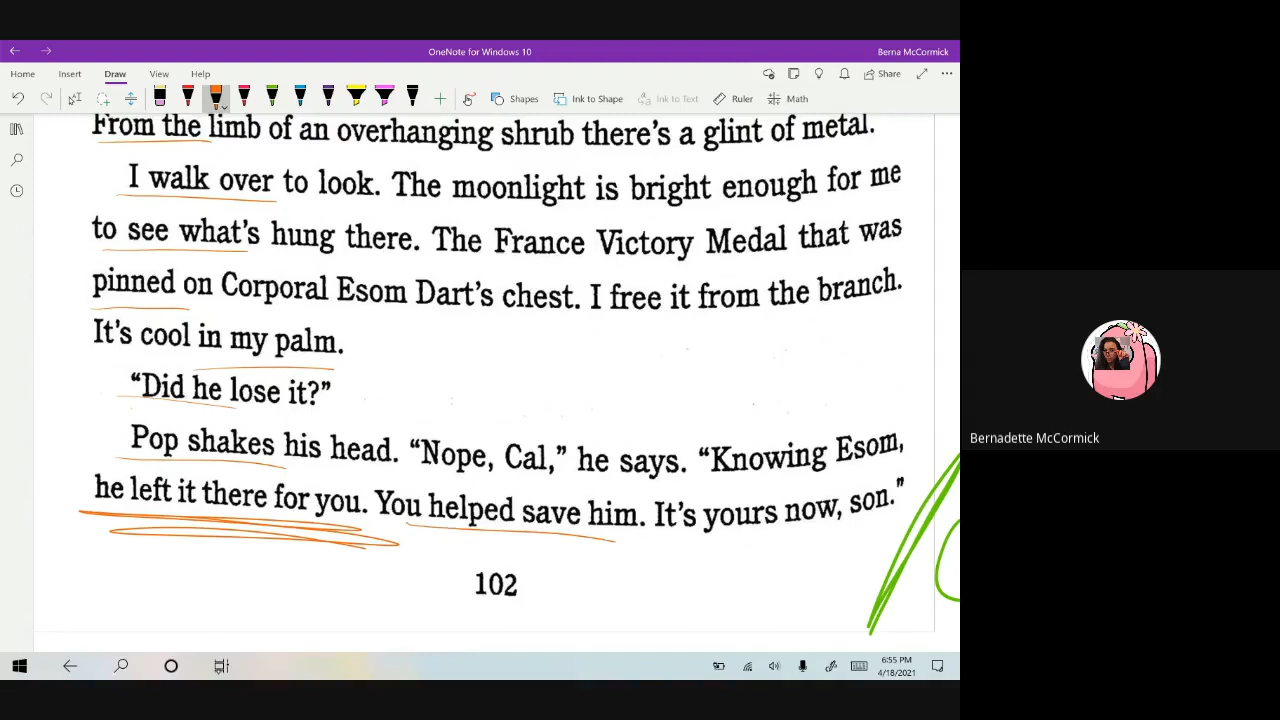 OneNote for Windows 10
Berna McCormick
Home Insert Draw View Help
Share
Shapes Ink to Shape Ink to Text Ruler Math
From the limb of an overhanging shrub there's a glint of metal.
I walk over to look. The moonlight is bright enough for me
to see what's hung there. The France Victory Medal that was
pinned on Corporal Esom Dart's chest. I free it from the branch.
It's cool in my palm.
“Did he lose it?”
Pop shakes his head. “Nope, Cal,” he says. “Knowing Esom,
he left it there for you. You helped save him. It's yours now, son.”
102
Bernadette McCormick
6:55 PM
4/18/2021